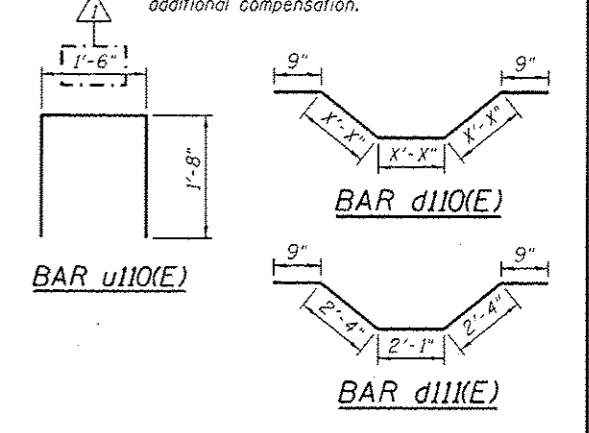 1
additional compensation.
1'-6"
1'-8"
BAR u110(E)
9"
9"
X'-X"
X'-X"
X'-X"
BAR d110(E)
9"
9"
2'-4"
2'-4"
2'-1"
BAR d111(E)